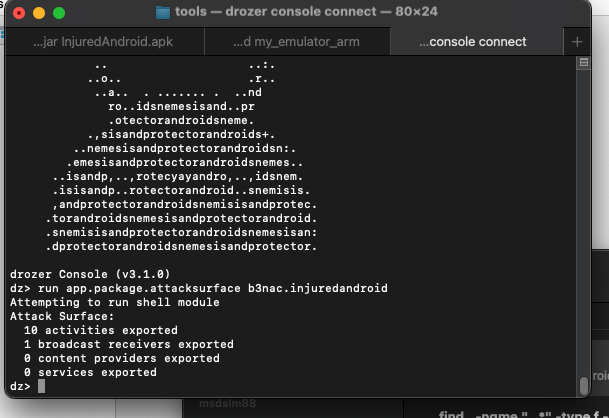 tools — drozer console connect — 80×24
...jar InjuredAndroid.apk
...d my_emulator_arm
...console connect
+
..                    ..:.
..o..                 .r..
..a..  . ....... .  ..nd
ro..idsnemesisand..pr
.otectorandroidsneme.
.,sisandprotectorandroids+.
..nemesisandprotectorandroidsn:.
.emesisandprotectorandroidsnemes..
..isandp,..,rotecyayandro,..,idsnem.
.isisandp..rotectorandroid..snemisis.
,andprotectorandroidsnemisisandprotec.
.torandroidsnemesisandprotectorandroid.
.snemisisandprotectorandroidsnemesisan:
.dprotectorandroidsnemesisandprotector.
drozer Console (v3.1.0)
dz> run app.package.attacksurface b3nac.injuredandroid
Attempting to run shell module
Attack Surface:
10 activities exported
1 broadcast receivers exported
0 content providers exported
0 services exported
dz>
roid
msdslm88